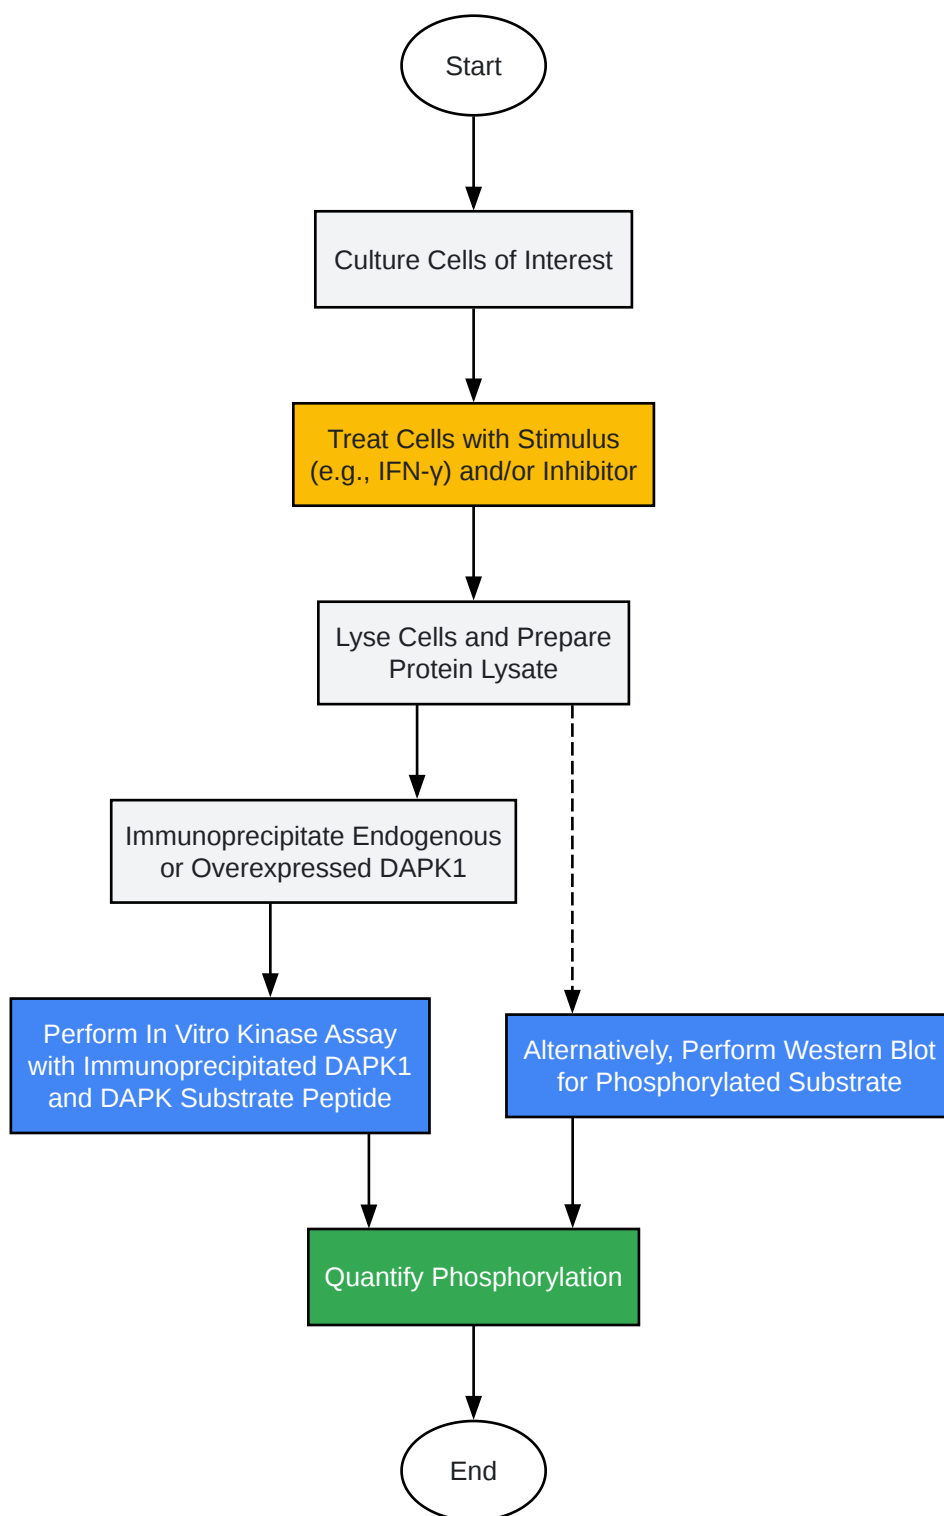 Start
Culture Cells of Interest
Treat Cells with Stimulus
(e.g., IFN-γ) and/or Inhibitor
Lyse Cells and Prepare
Protein Lysate
Immunoprecipitate Endogenous
or Overexpressed DAPK1
Perform In Vitro Kinase Assay
with Immunoprecipitated DAPK1
and DAPK Substrate Peptide
Alternatively, Perform Western Blot
for Phosphorylated Substrate
Quantify Phosphorylation
End